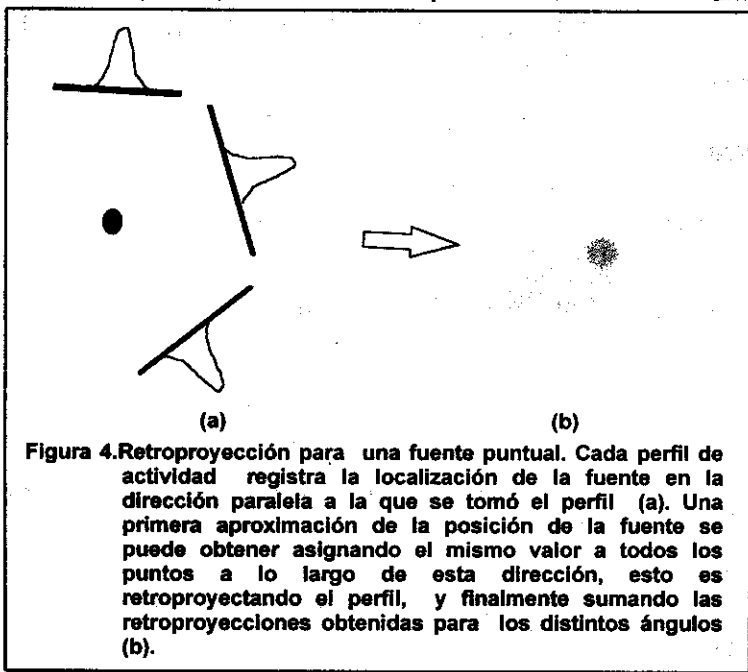 (a) (b)
Figura 4.Retroproyección para una fuente puntual. Cada perfil de
actividad registra la localización de la fuente en la
dirección paralela a la que se tomó el perfil (a). Una
primera aproximación de la posición de la fuente se
puede obtener asignando el mismo valor a todos los
puntos a lo largo de esta dirección, esto es
retroproyectando el perfil, y finalmente sumando las
retroproyecciones obtenidas para los distintos ángulos
(b).